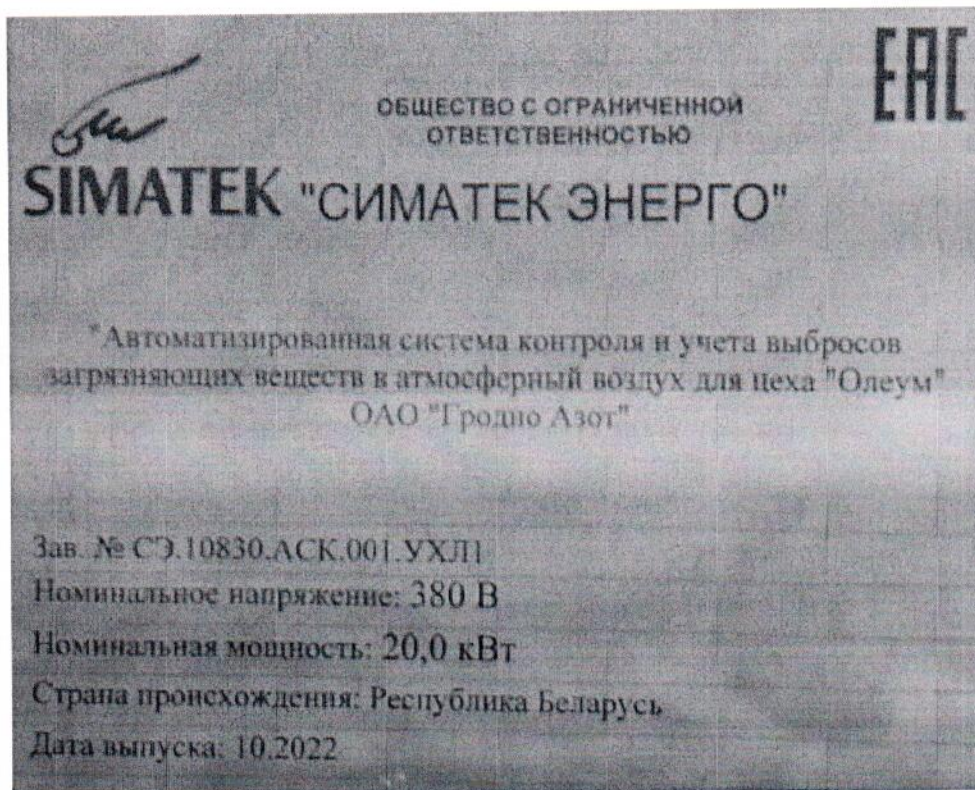 ЕАС
ОБЩЕСТВО С ОГРАНИЧЕННОЙ
ОТВЕТСТВЕННОСТЬЮ
SIMATEK "СИМАТЕК ЭНЕРГО"
"Автоматизированная система контроля и учета выбросов
загрязняющих веществ в атмосферный воздух для цеха "Олеум"
ОАО "Гродно Азот"
Зав. № СЭ.10830.АСК.001.УХЛ1
Номинальное напряжение: 380 В
Номинальная мощность: 20,0 кВт
Страна происхождения: Республика Беларусь
Дата выпуска: 10.2022